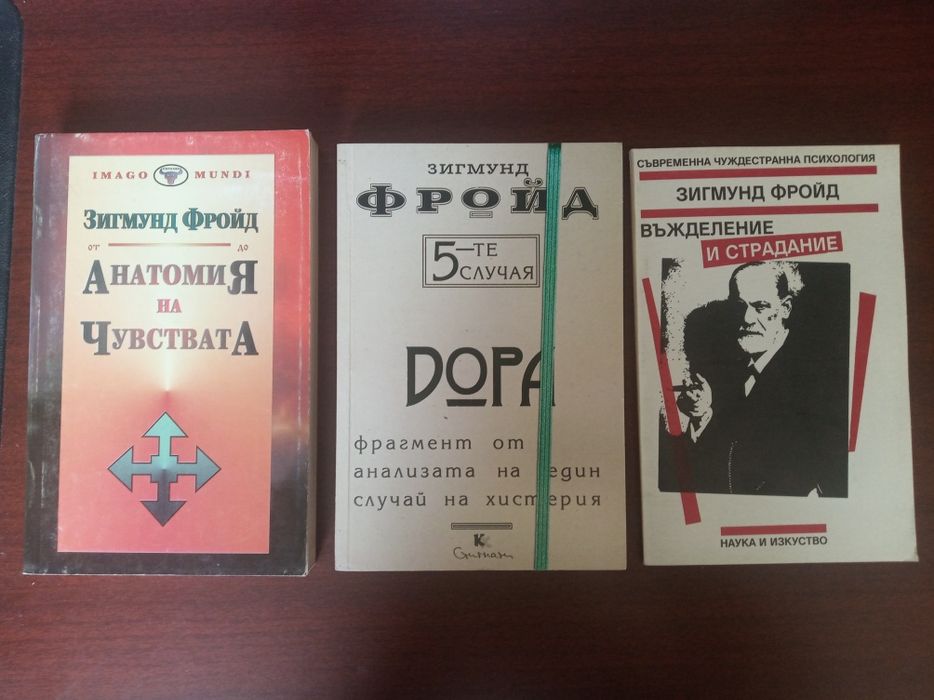 IMAGO MUNDI
ЗИГМУНД ФРОЙД
ОТ ДО
АНАТОМИЯ
НА
ЧУВСТВАТА
ЗИГМУНД
ФРОЙД
5-ТЕ
СЛУЧАЯ
ДОРА
фрагмент от
анализата на един
случай на хистерия
К
СЪВРЕМЕННА ЧУЖДЕСТРАННА ПСИХОЛОГИЯ
ЗИГМУНД ФРОЙД
ВЪЖДЕЛЕНИЕ
И СТРАДАНИЕ
НАУКА И ИЗКУСТВО